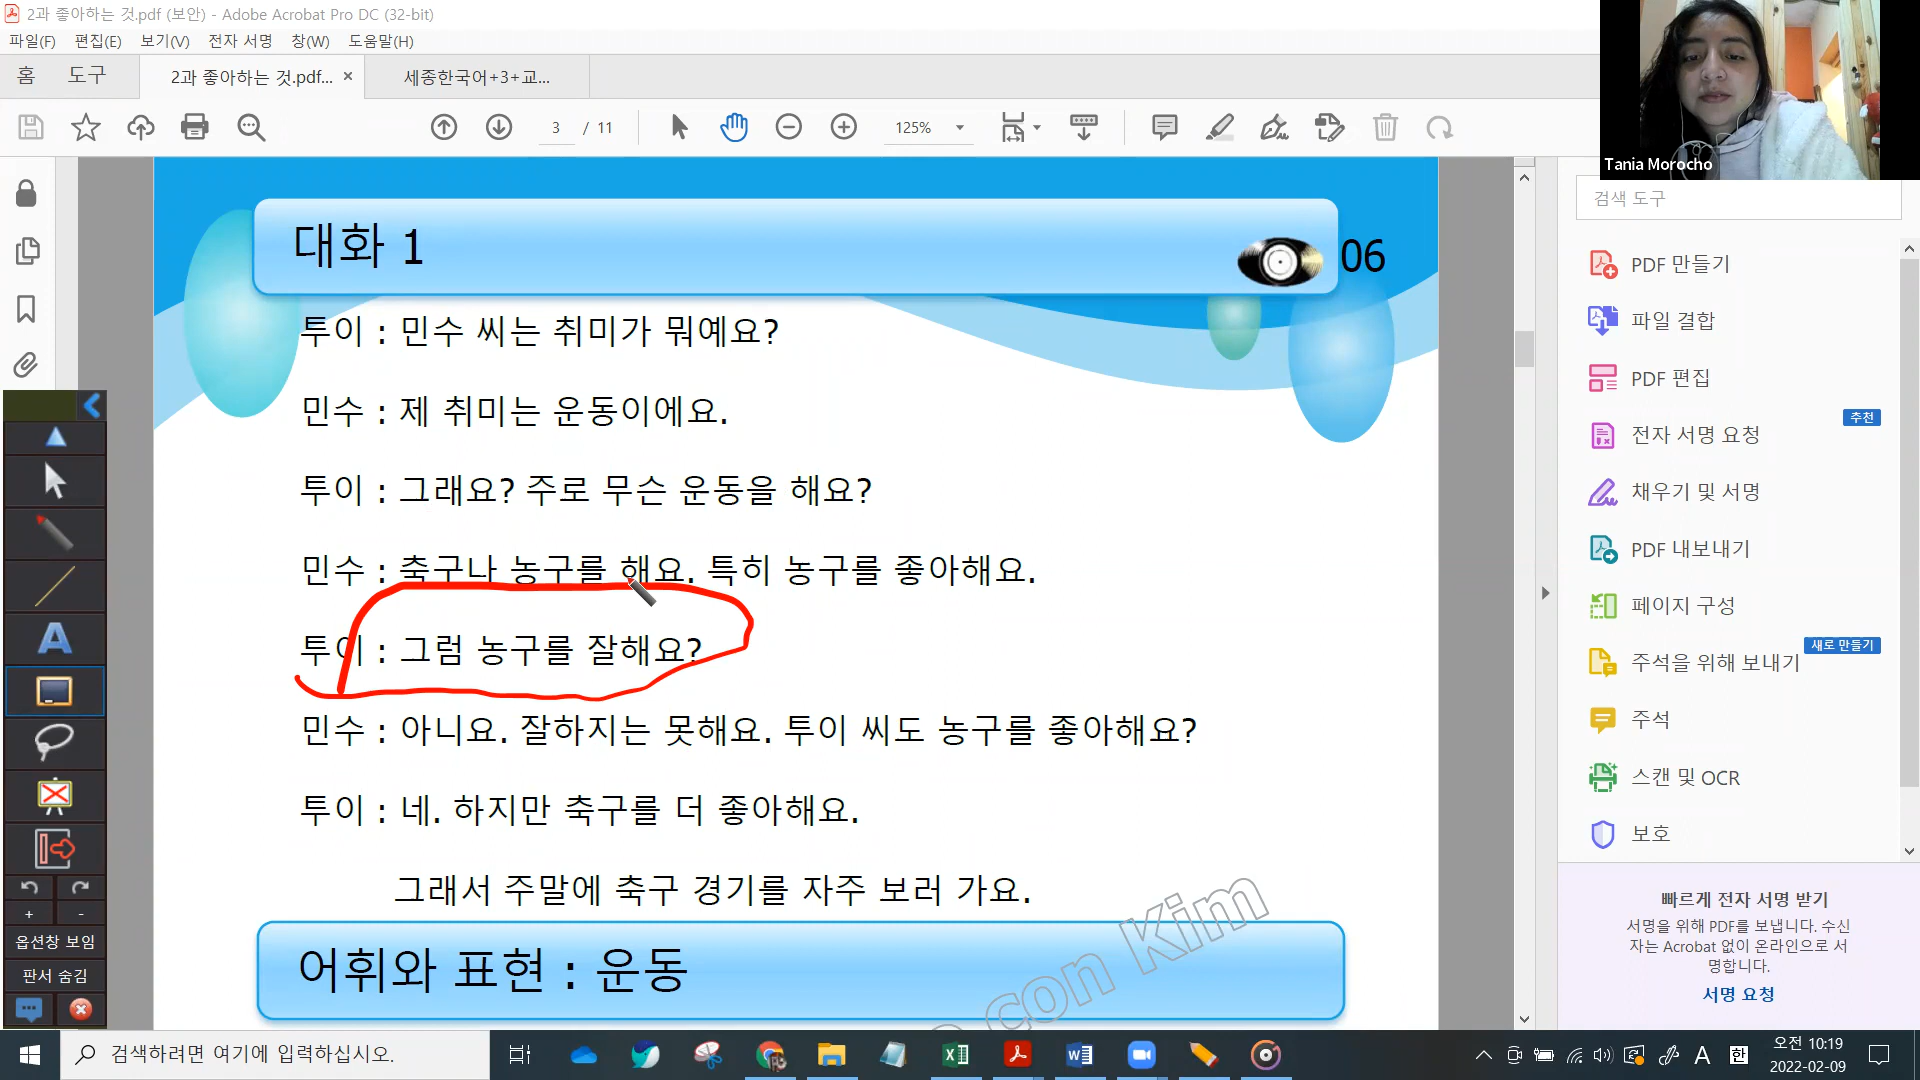 2과 좋아하는 것.pdf (보안) - Adobe Acrobat Pro DC (32-bit)
파일(F) 편집(E) 보기(V) 전자 서명 창(W) 도움말(H)
홈 도구 2과 좋아하는 것.pdf... × 세종한국어+3+교...
3 / 11 125%
Tania Morocho
검색 도구
대화 1 06
투이 : 민수 씨는 취미가 뭐예요?
민수 : 제 취미는 운동이에요.
투이 : 그래요? 주로 무슨 운동을 해요?
민수 : 축구나 농구를 해요. 특히 농구를 좋아해요.
투이 : 그럼 농구를 잘해요?
민수 : 아니요. 잘하지는 못해요. 투이 씨도 농구를 좋아해요?
투이 : 네. 하지만 축구를 더 좋아해요.
그래서 주말에 축구 경기를 자주 보러 가요.
어휘와 표현 : 운동
con Kim
PDF 만들기
파일 결합
PDF 편집
추천
전자 서명 요청
채우기 및 서명
PDF 내보내기
페이지 구성
새로 만들기
주석을 위해 보내기
주석
스캔 및 OCR
보호
빠르게 전자 서명 받기
서명을 위해 PDF를 보냅니다. 수신
자는 Acrobat 없이 온라인으로 서
명합니다.
서명 요청
A
+ -
옵션창 보임
판서 숨김
검색하려면 여기에 입력하십시오.
A 한 오전 10:19
2022-02-09